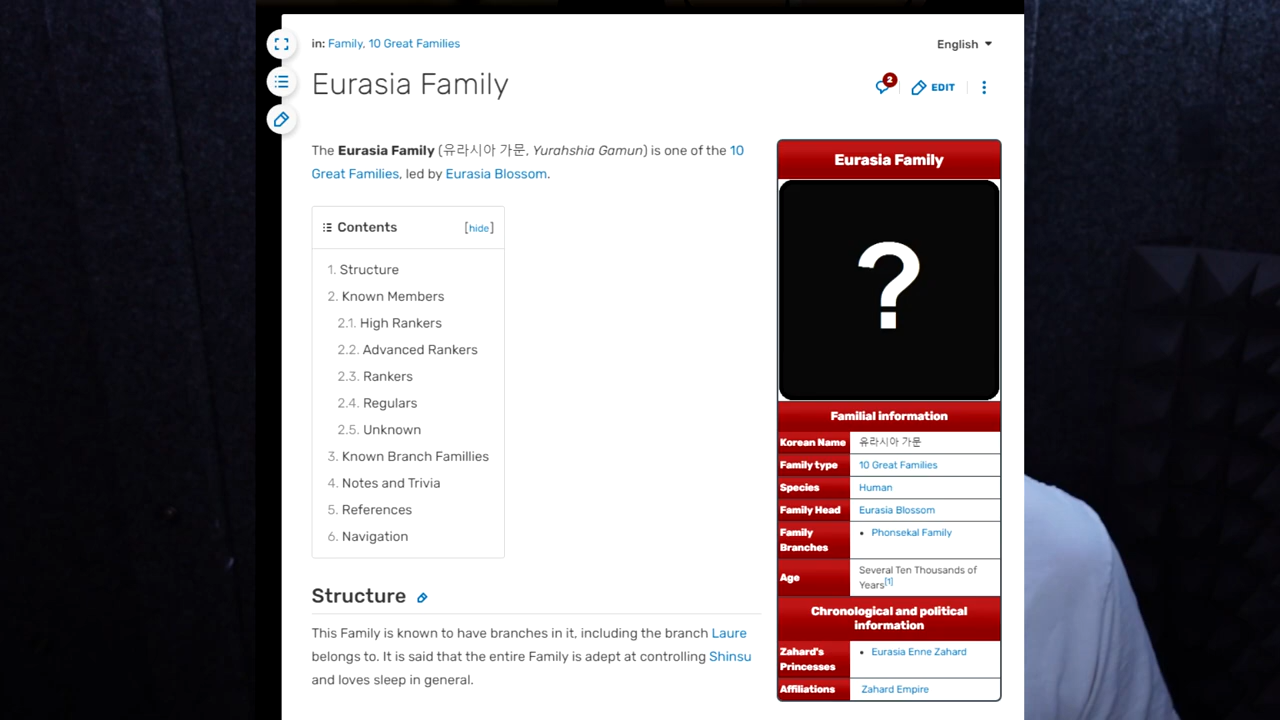 in: Family, 10 Great Families
English
Eurasia Family
2
EDIT
The Eurasia Family (유라시아 가문, Yurahshia Gamun) is one of the 10
Great Families, led by Eurasia Blossom.
Contents [hide]
1. Structure
2. Known Members
2.1. High Rankers
2.2. Advanced Rankers
2.3. Rankers
2.4. Regulars
2.5. Unknown
3. Known Branch Famillies
4. Notes and Trivia
5. References
6. Navigation
Structure
This Family is known to have branches in it, including the branch Laure
belongs to. It is said that the entire Family is adept at controlling Shinsu
and loves sleep in general.
Eurasia Family
?
Familial information
Korean Name 유라시아 가문
Family type 10 Great Families
Species Human
Family Head Eurasia Blossom
Family
Branches
• Phonsekal Family
Age
Several Ten Thousands of
Years[1]
Chronological and political
information
Zahard's
Princesses
• Eurasia Enne Zahard
Affiliations Zahard Empire